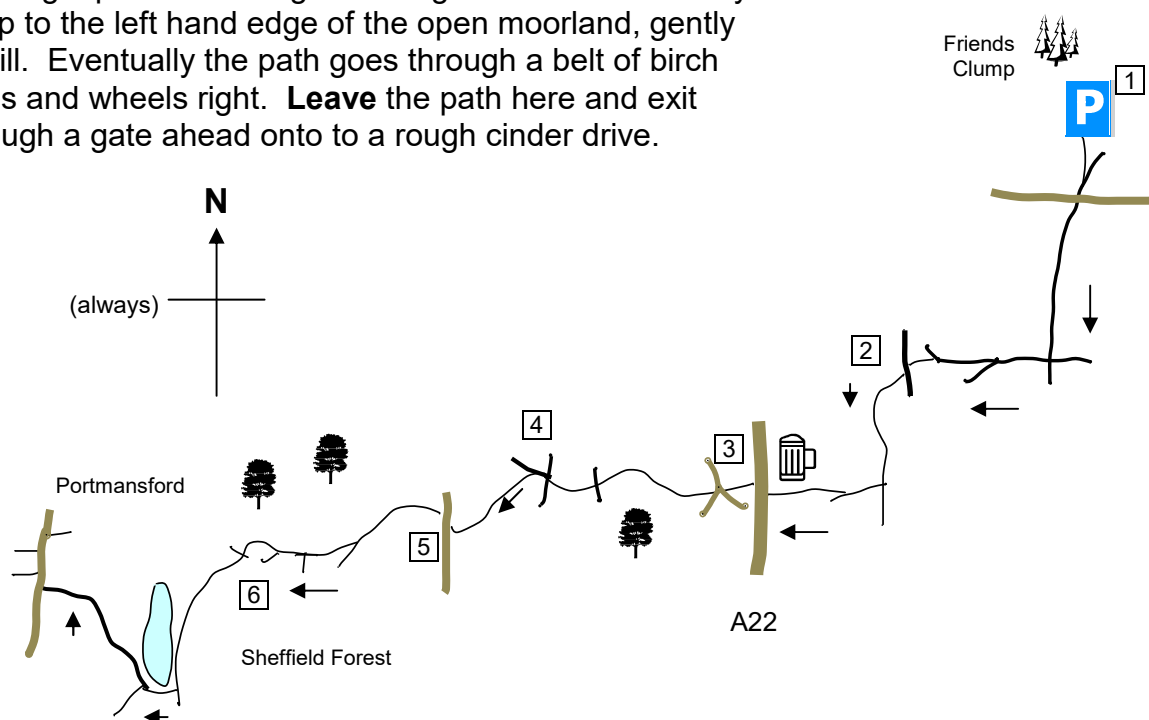 p to the left hand edge of the open moorland, gently
ill. Eventually the path goes through a belt of birch
s and wheels right. Leave the path here and exit
ugh a gate ahead onto to a rough cinder drive.
Friends
Clump
1
P
N
(always)
2
4
3
Portmansford
5
6
A22
Sheffield Forest